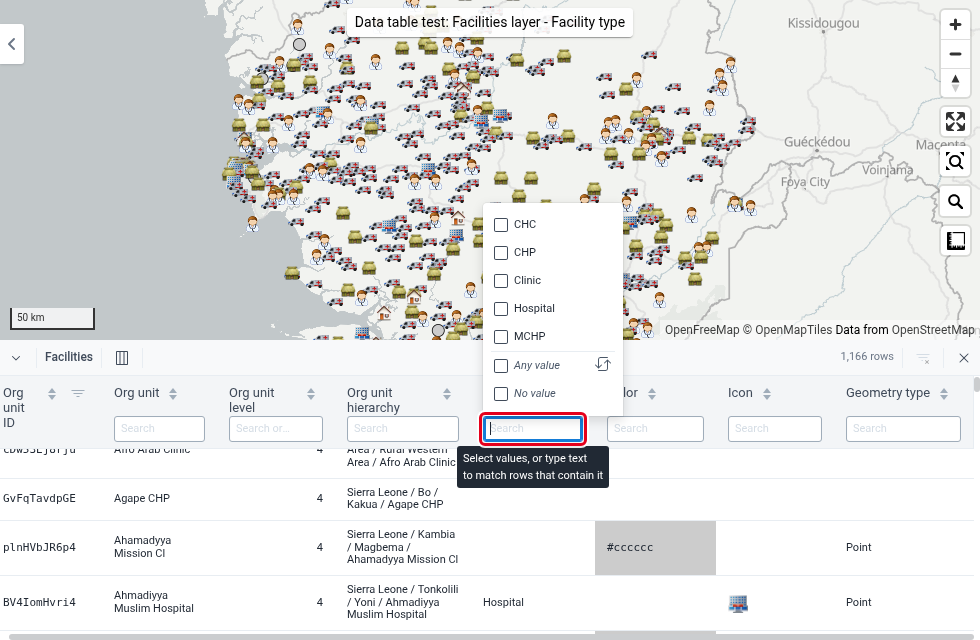 Data table test: Facilities layer - Facility type
Kissidougou
Guéckédou
Macenta
Voinjama
Foya City
50 km
OpenFreeMap © OpenMapTiles Data from OpenStreetMap
CHC
CHP
Clinic
Hospital
MCHP
Any value
No value
Facilities
1,166 rows
Org unit ID
Org unit
Org unit level
Org unit hierarchy
Icon
Geometry type
Search
Search or...
Search
Search
Search
Search
Search
Select values, or type text
to match rows that contain it
Afro Arab Clinic
Area / Rural Western
Area / Afro Arab Clinic
GvFqTavdpGE
Agape CHP
4
Sierra Leone / Bo /
Kakua / Agape CHP
plnHVbJR6p4
Ahamadyya
Mission Cl
4
Sierra Leone / Kambia
/ Magbema /
Ahamadyya Mission Cl
#cccccc
Point
BV4IomHvri4
Ahmadiyya
Muslim Hospital
4
Sierra Leone / Tonkolili
/ Yoni / Ahmadiyya
Muslim Hospital
Hospital
Point